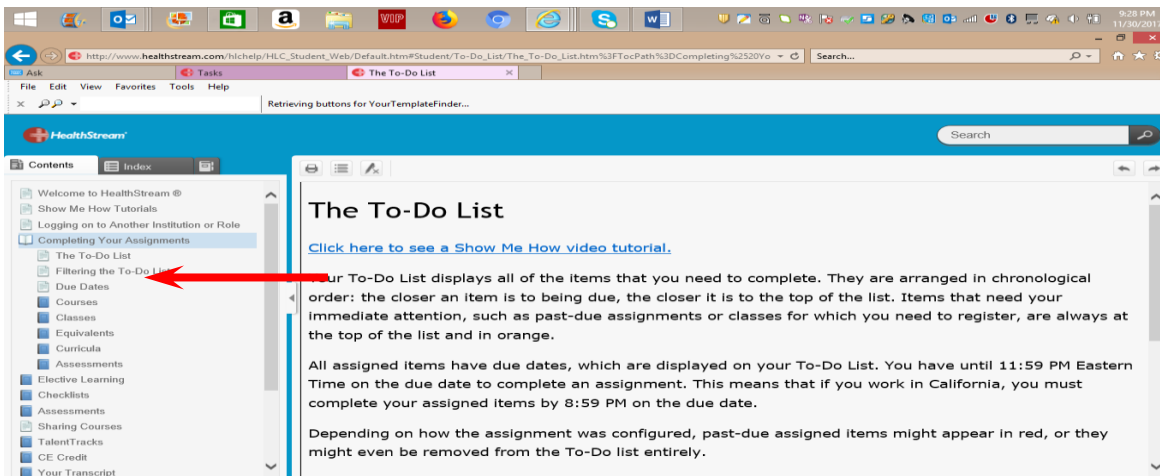 9:28 PM
11/30/201
http://www.healthstream.com/hlchelp/HLC_Student_Web/Default.htm#Student/To-Do_List/The_To-Do_List.htm%3FTocPath%3DCompleting%2520Yo
Search...
Ask
Tasks
The To-Do List
File Edit View Favorites Tools Help
Retrieving buttons for YourTemplateFinder...
HealthStream
Search
Contents
Index
Welcome to HealthStream ®
Show Me How Tutorials
Logging on to Another Institution or Role
Completing Your Assignments
The To-Do List
Filtering the To-Do List
Due Dates
Courses
Classes
Equivalents
Curricula
Assessments
Elective Learning
Checklists
Assessments
Sharing Courses
TalentTracks
CE Credit
Your Transcript
The To-Do List
Click here to see a Show Me How video tutorial.
Your To-Do List displays all of the items that you need to complete. They are arranged in chronological
order: the closer an item is to being due, the closer it is to the top of the list. Items that need your
immediate attention, such as past-due assignments or classes for which you need to register, are always at
the top of the list and in orange.
All assigned items have due dates, which are displayed on your To-Do List. You have until 11:59 PM Eastern
Time on the due date to complete an assignment. This means that if you work in California, you must
complete your assigned items by 8:59 PM on the due date.
Depending on how the assignment was configured, past-due assigned items might appear in red, or they
might even be removed from the To-Do list entirely.